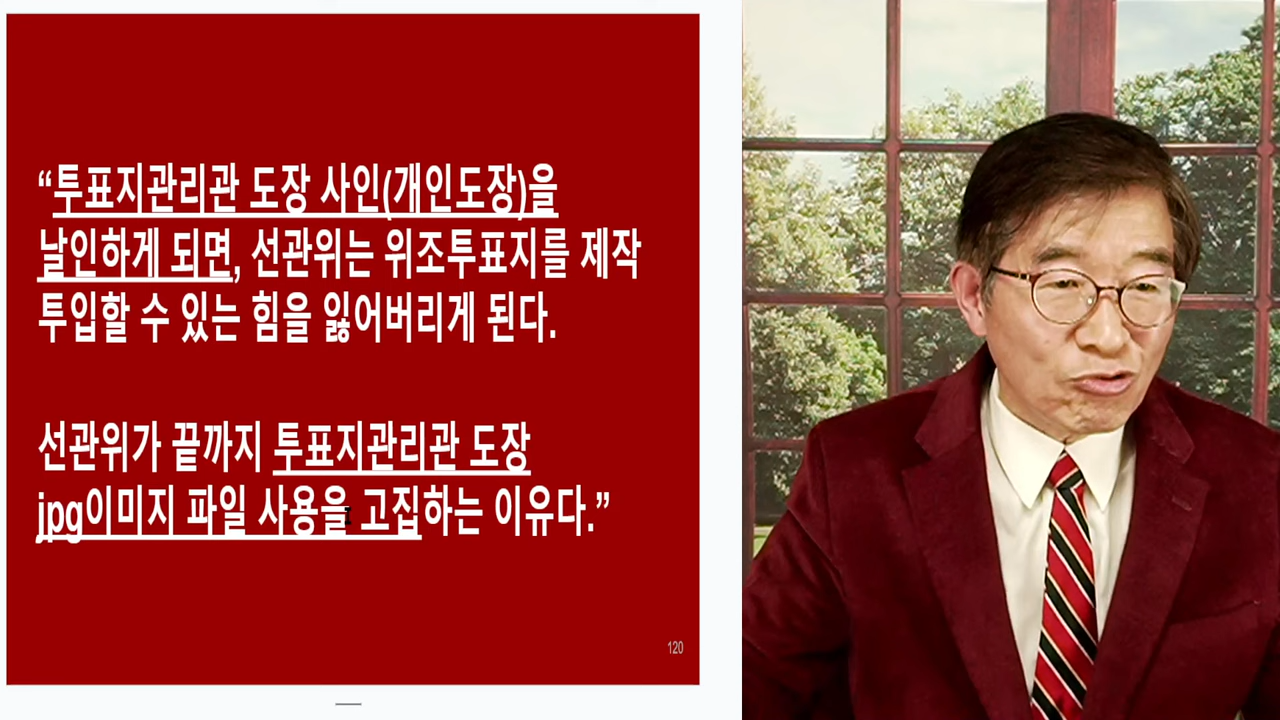 “투표지관리관 도장 사인(개인도장)을
날인하게 되면, 선관위는 위조투표지를 제작
투입할 수 있는 힘을 잃어버리게 된다.
선관위가 끝까지 투표지관리관 도장
jpg이미지 파일 사용을 고집하는 이유다.”
120